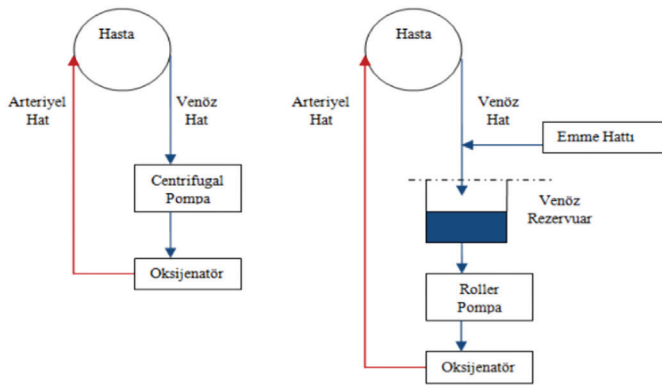 Hasta
Arteriyel
Hat
Venöz
Hat
Centrifugal
Pompa
Oksijenatör
Hasta
Arteriyel
Hat
Venöz
Hat
Emme Hattı
Venöz
Rezervuar
Roller
Pompa
Oksijenatör